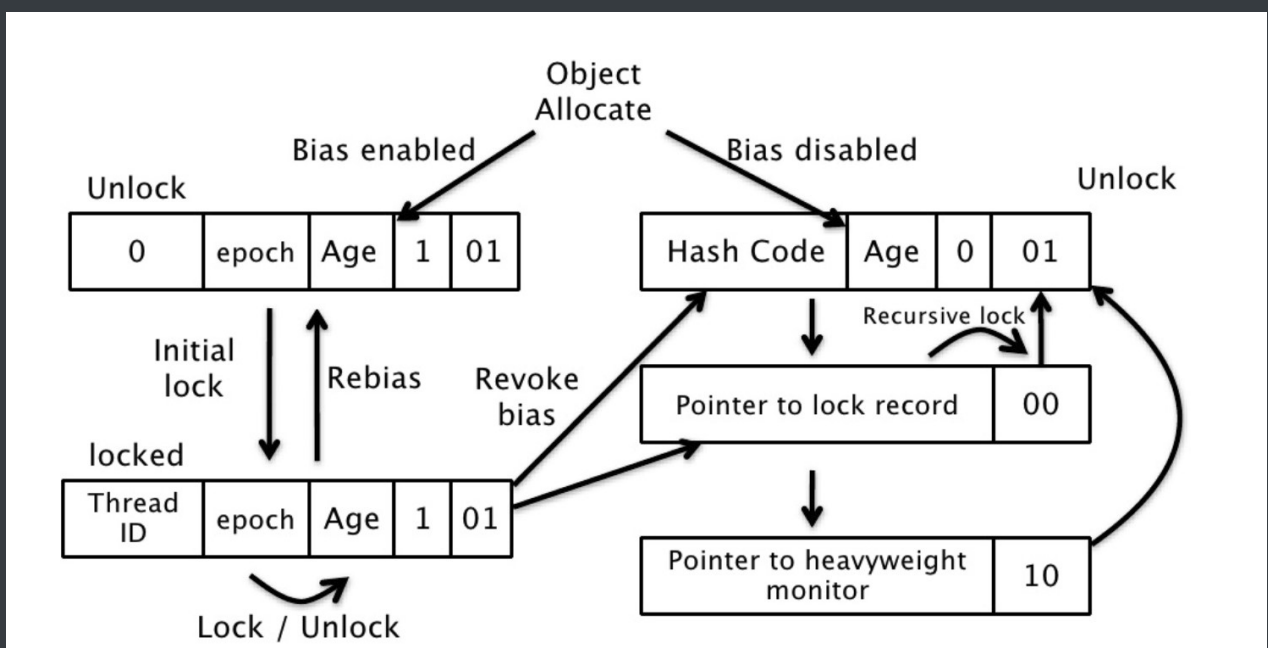 Object
Allocate
Bias enabled
Bias disabled
Unlock
Unlock
0 epoch Age 1 01
Hash Code Age 0 01
Recursive lock
Initial
lock
Rebias
Revoke
bias
Pointer to lock record 00
locked
Thread
ID
epoch Age 1 01
Pointer to heavyweight
monitor
10
Lock / Unlock